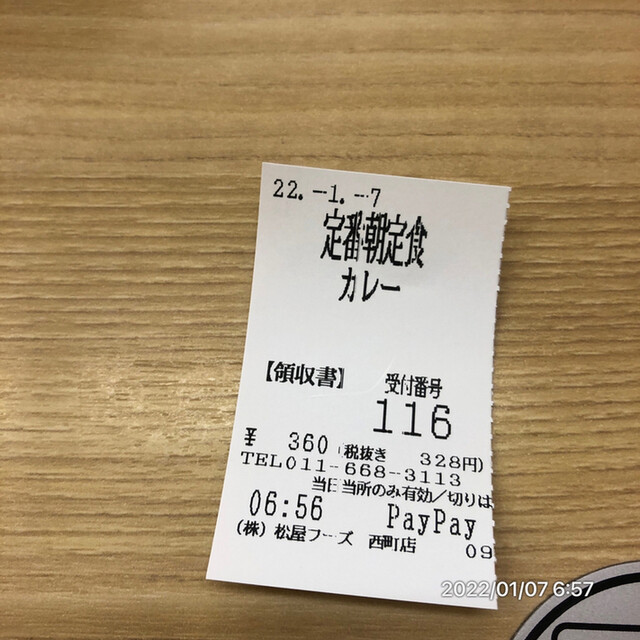 22.-1.-7
定番朝定食
カレー
【領収書】 受付番号
116
¥ 360 (税抜き 328円)
TEL011-668-3113
当日当所のみ有効/切りは
06:56 PayPay
(株) 松屋フーズ 西町店 09
2022/01/07 6:57